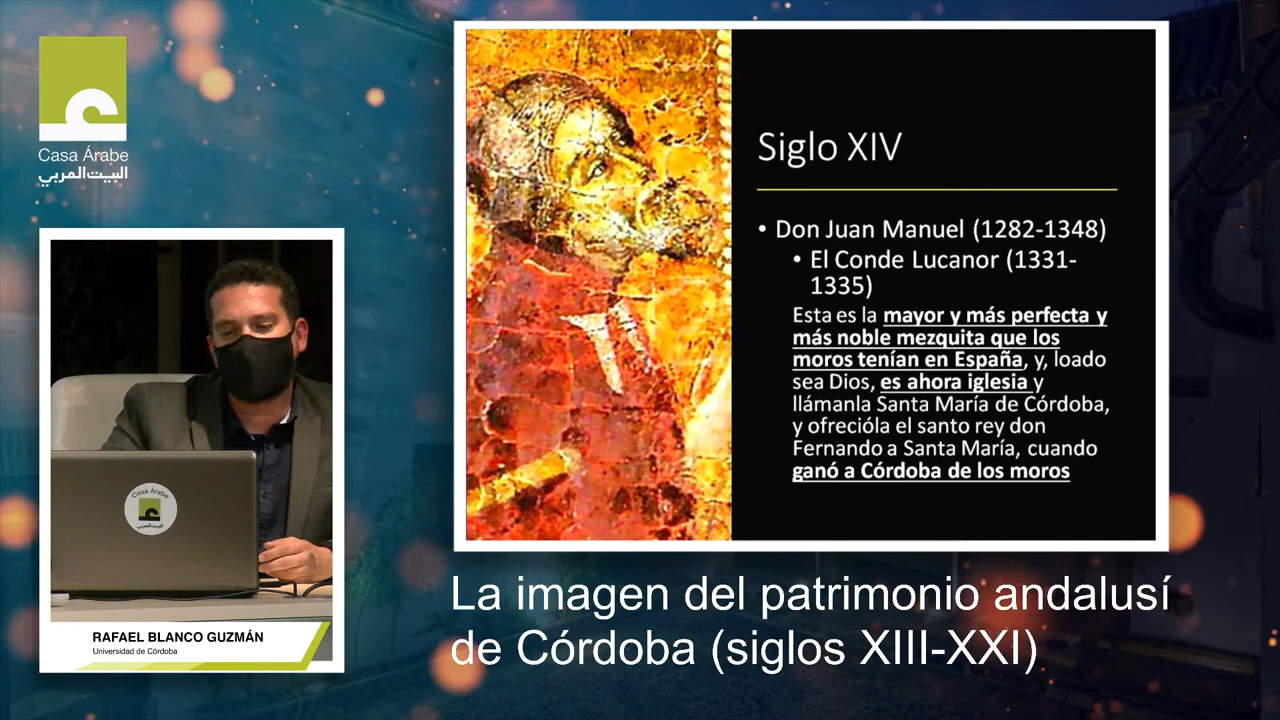 Casa Árabe
البيت العربي
Siglo XIV
• Don Juan Manuel (1282-1348)
• El Conde Lucanor (1331-
1335)
Esta es la mayor y más perfecta y
más noble mezquita que los
moros tenían en España, y, loado
sea Dios, es ahora iglesia y
llámanla Santa María de Córdoba,
y ofrecióla el santo rey don
Fernando a Santa María, cuando
ganó a Córdoba de los moros
Casa Árabe
البيت العربي
RAFAEL BLANCO GUZMÁN
Universidad de Córdoba
La imagen del patrimonio andalusí
de Córdoba (siglos XIII-XXI)